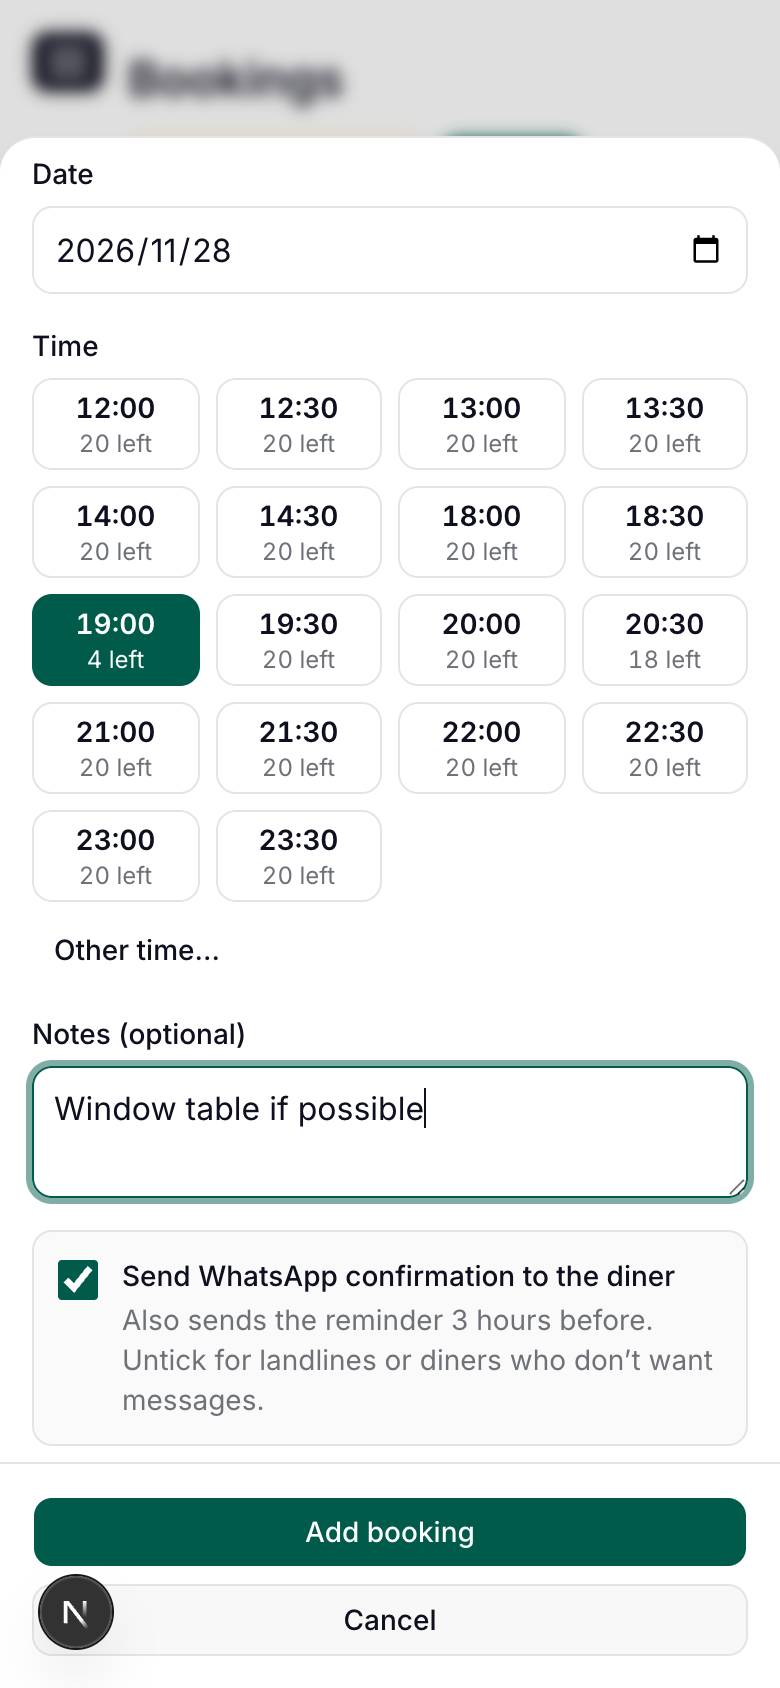 Bookings
Date
2026/11/28
Time
12:00
20 left
12:30
20 left
13:00
20 left
13:30
20 left
14:00
20 left
14:30
20 left
18:00
20 left
18:30
20 left
19:00
4 left
19:30
20 left
20:00
20 left
20:30
18 left
21:00
20 left
21:30
20 left
22:00
20 left
22:30
20 left
23:00
20 left
23:30
20 left
Other time...
Notes (optional)
Window table if possible
Send WhatsApp confirmation to the diner
Also sends the reminder 3 hours before.
Untick for landlines or diners who don’t want
messages.
Add booking
N
Cancel